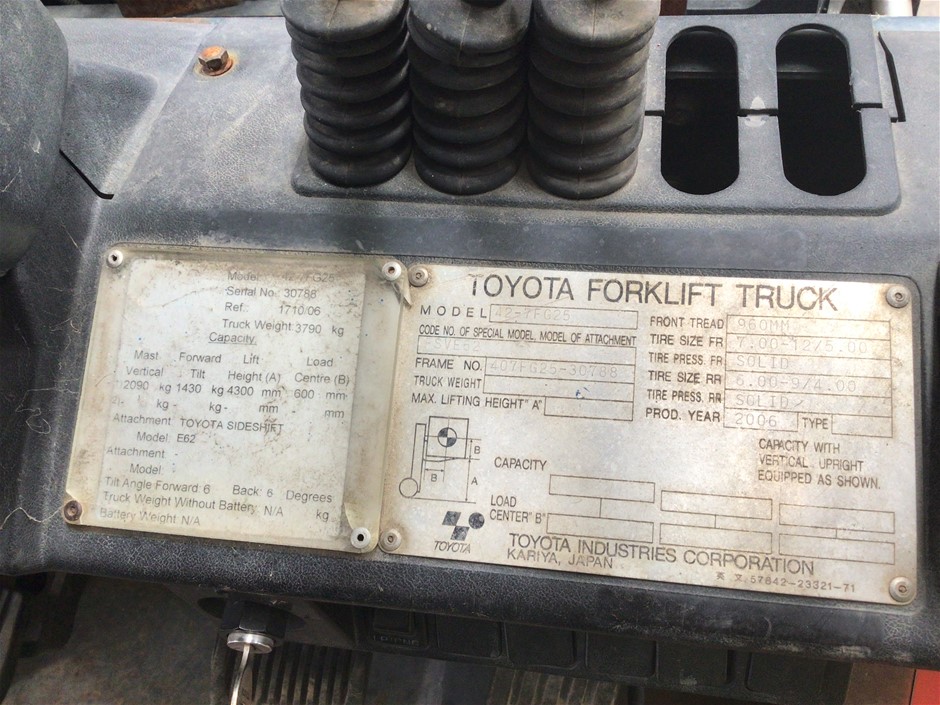 Model: 42-7FG25
Serial No: 30788
Ref: 1710/06
Truck Weight 3790 kg
Capacity.
Mast Forward Lift Load
Vertical Tilt Height (A) Centre (B)
2090 kg 1430 kg 4300 mm 600 mm
kg- kg- mm mm
Attachment: TOYOTA SIDESHIFT
Model: E62
Attachment
Model:
Tilt Angle Forward: 6 Back: 6 Degrees
Truck Weight Without Battery: N/A kg
Battery Weight: N/A
TOYOTA FORKLIFT TRUCK
MODEL 42-7FG25
CODE NO. OF SPECIAL MODEL. MODEL OF ATTACHMENT
FRAME NO. 407FG25-30788
TRUCK WEIGHT
MAX. LIFTING HEIGHT "A"
FRONT TREAD 960MM
TIRE SIZE FR 7.00-12/5.00
TIRE PRESS. FR SOLID
TIRE SIZE RR 6.00-9/4.00
TIRE PRESS. RR SOLID
PROD. YEAR 2006 TYPE
CAPACITY WITH
VERTICAL UPRIGHT
EQUIPPED AS SHOWN.
B
B
A
CAPACITY
LOAD
CENTER "B"
TOYOTA
TOYOTA INDUSTRIES CORPORATION
KARIYA, JAPAN
英文 57842-23321-71